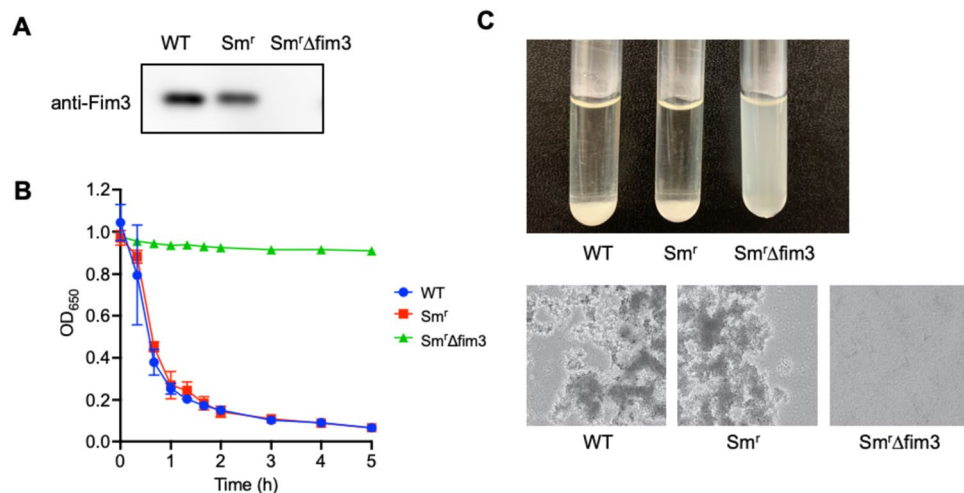 A
WT Smʳ SmʳΔfim3
anti-Fim3
B
1.2
1.0
0.8
0.6
0.4
0.2
0.0
OD₆₅₀
0 1 2 3 4 5
Time (h)
WT
Smʳ
SmʳΔfim3
C
WT Smʳ SmʳΔfim3
WT Smʳ SmʳΔfim3